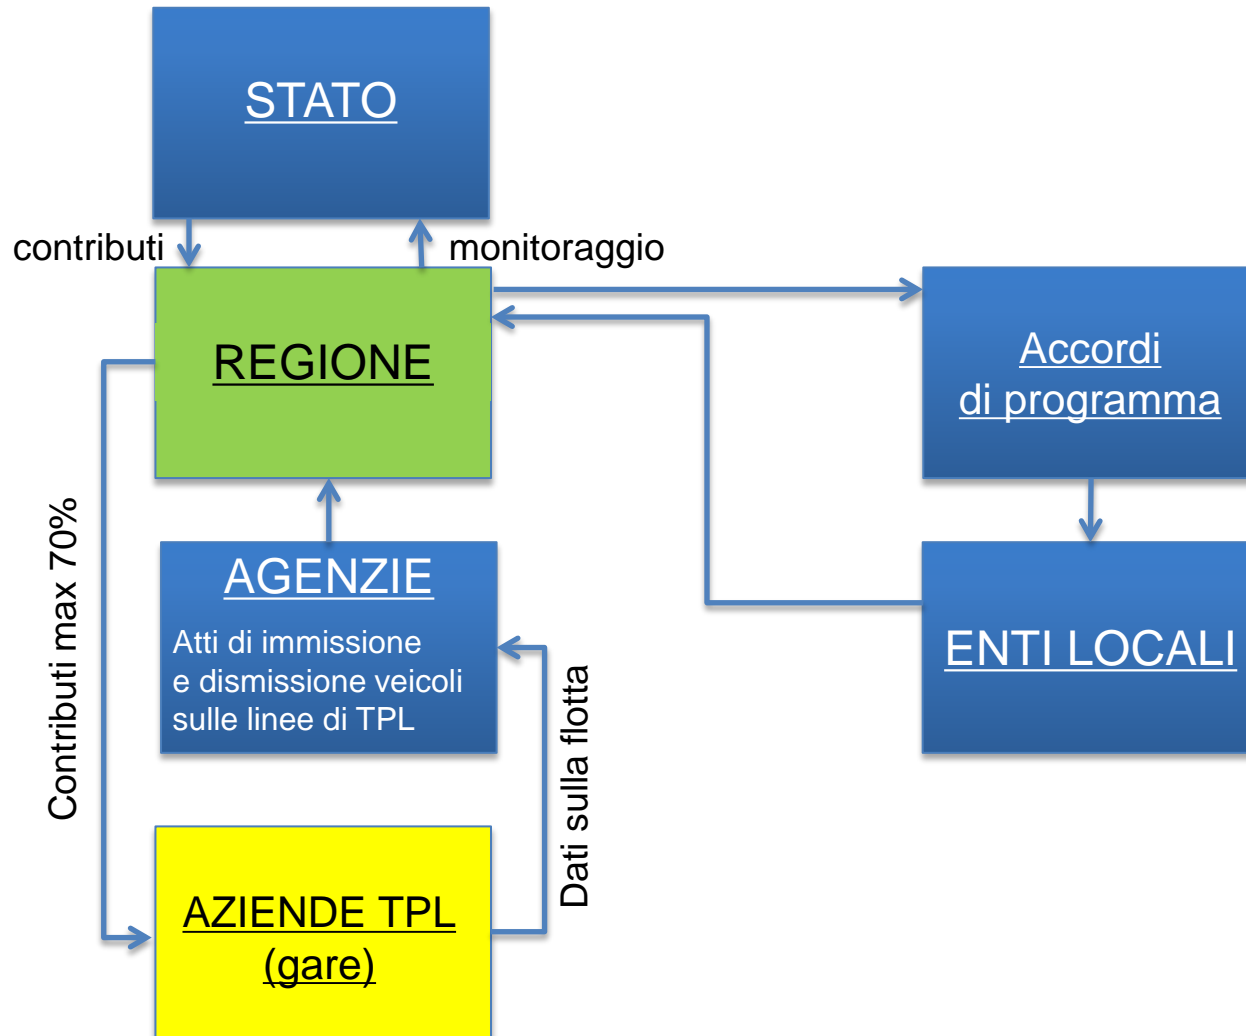 STATO
contributi
monitoraggio
REGIONE
Accordi
di programma
Contributi max 70%
AGENZIE
Atti di immissione
e dismissione veicoli
sulle linee di TPL
ENTI LOCALI
Dati sulla flotta
AZIENDE TPL
(gare)